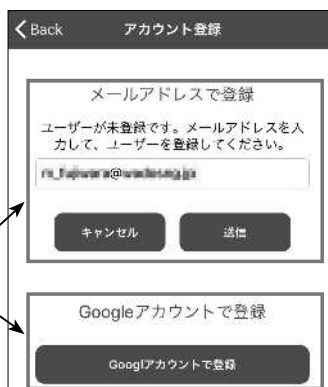 Back アカウント登録
メールアドレスで登録
ユーザーが未登録です。メールアドレスを入
力して、ユーザーを登録してください。
キャンセル 送信
Googleアカウントで登録
Googlアカウントで登録